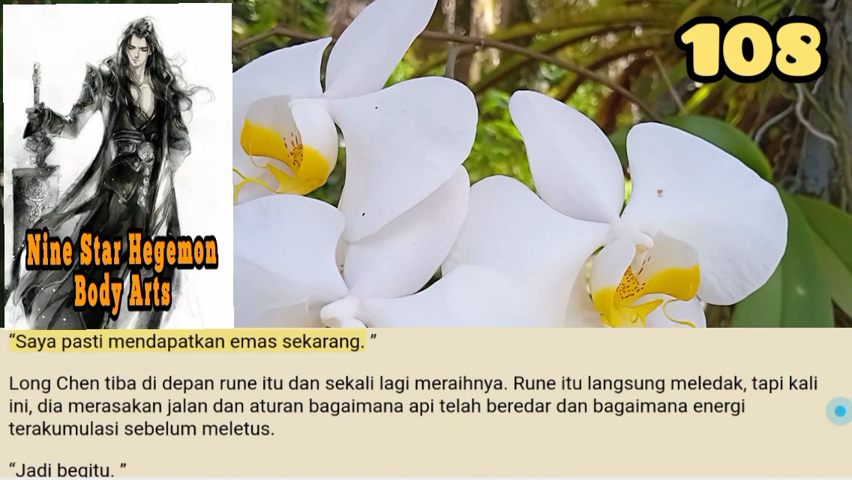 108
Nine Star Hegemon
Body Arts
“Saya pasti mendapatkan emas sekarang. ”
Long Chen tiba di depan rune itu dan sekali lagi meraihnya. Rune itu langsung meledak, tapi kali
ini, dia merasakan jalan dan aturan bagaimana api telah beredar dan bagaimana energi
terakumulasi sebelum meletus.
“Jadi begitu. ”